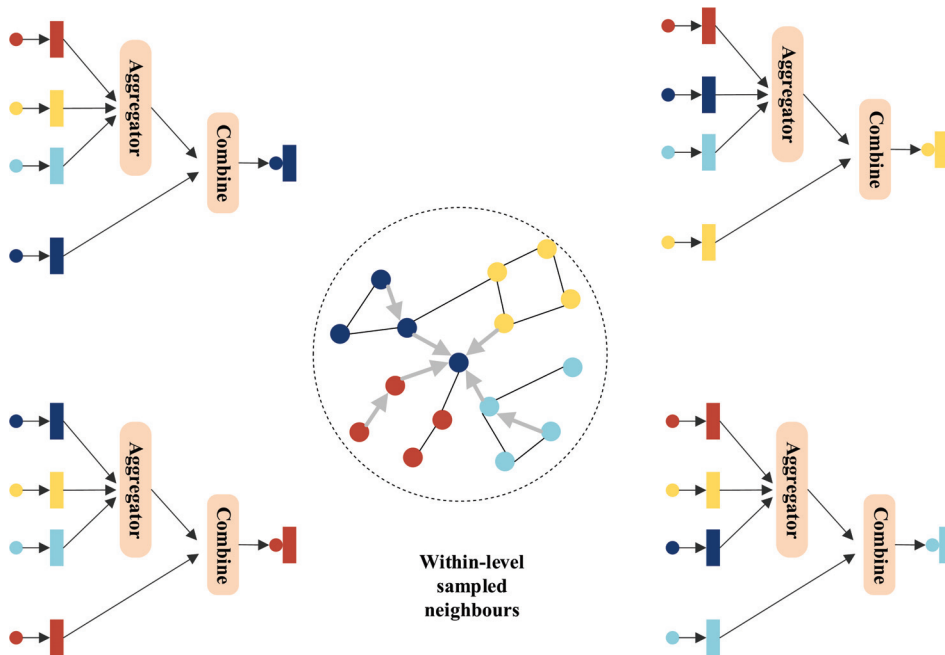 Aggregator
Combine
Aggregator
Combine
Aggregator
Combine
Aggregator
Combine
Within-level
sampled
neighbours